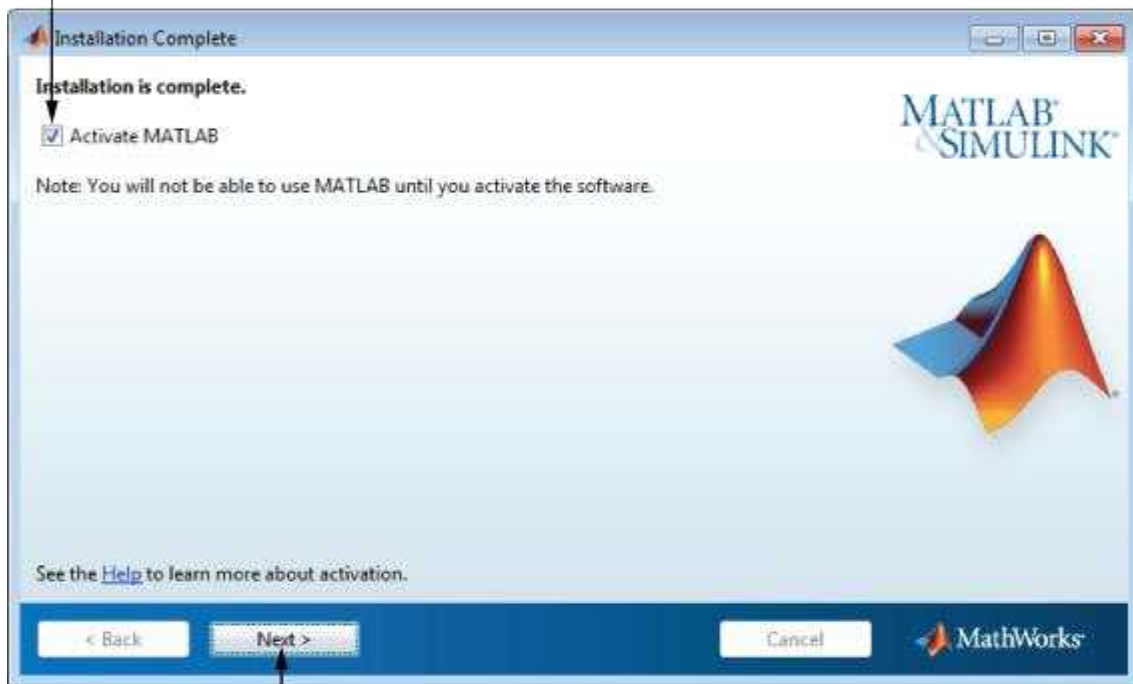 Installation Complete
Installation is complete.
Activate MATLAB
Note: You will not be able to use MATLAB until you activate the software.
MATLAB®
&SIMULINK®
See the Help to learn more about activation.
< Back
Next >
Cancel
MathWorks®